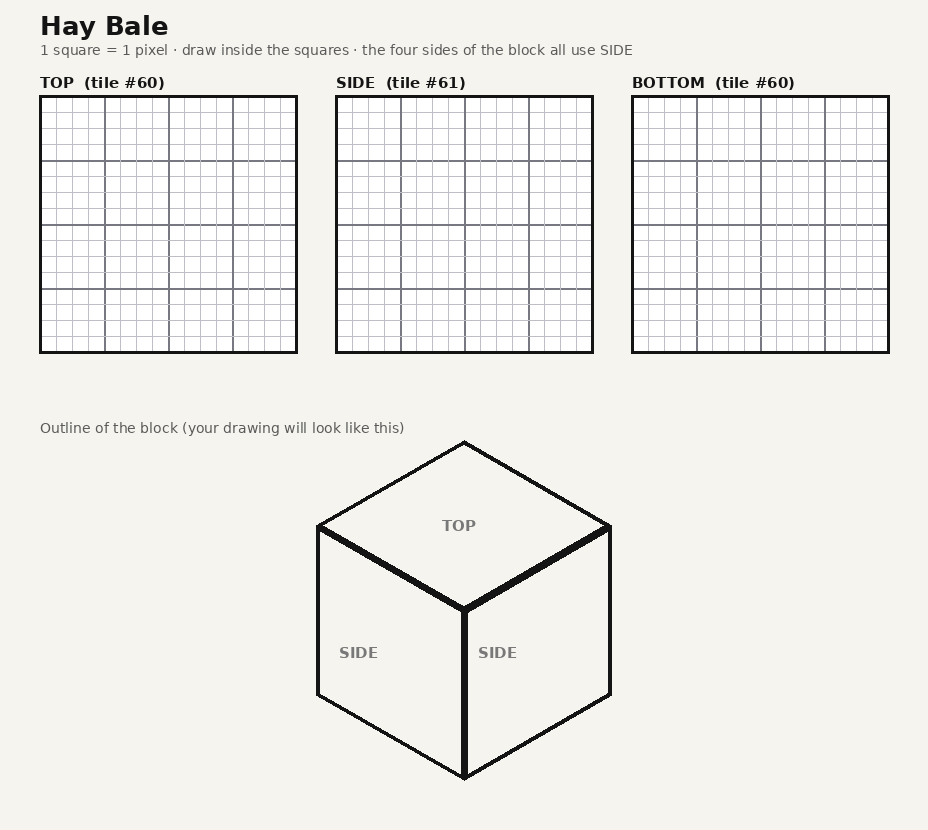 Hay Bale
1 square = 1 pixel · draw inside the squares · the four sides of the block all use SIDE
TOP (tile #60)
SIDE (tile #61)
BOTTOM (tile #60)
Outline of the block (your drawing will look like this)
TOP
SIDE
SIDE